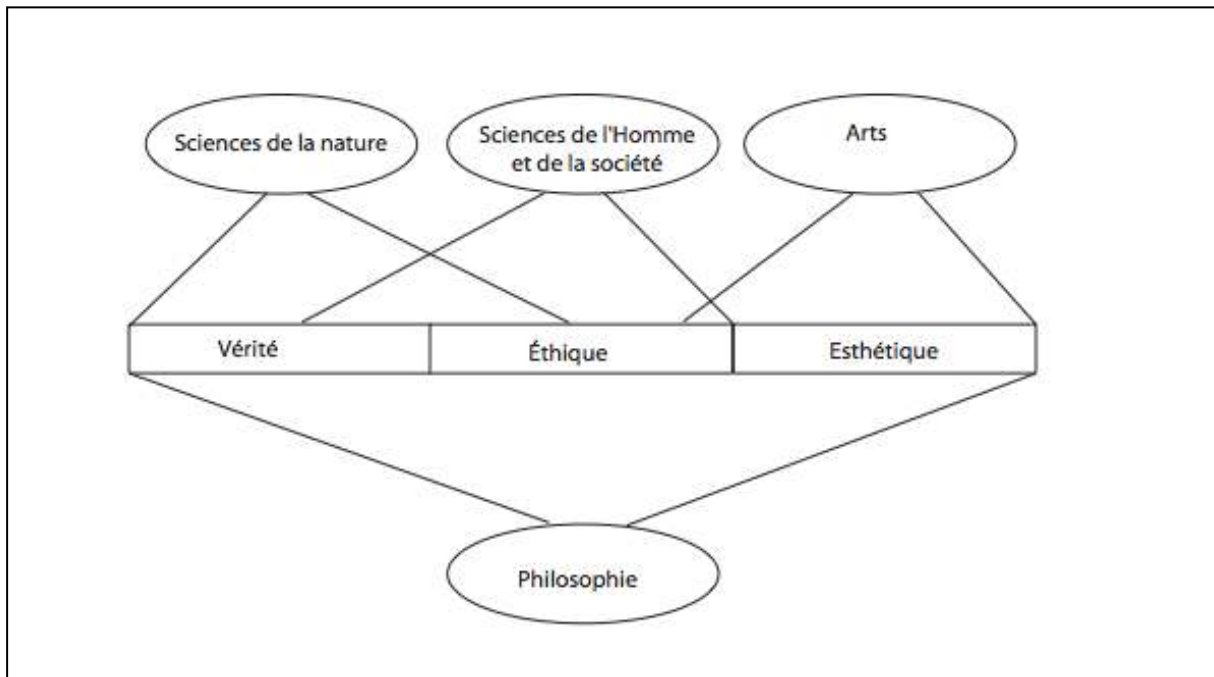 Sciences de la nature
Sciences de l'Homme
et de la société
Arts
Vérité
Éthique
Esthétique
Philosophie